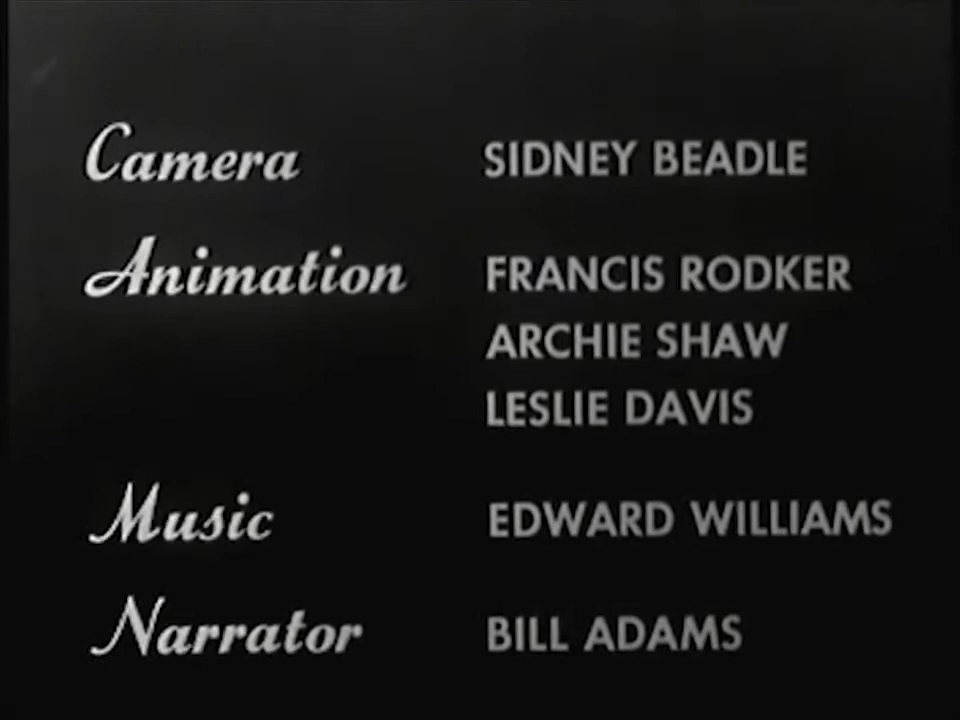 Camera SIDNEY BEADLE
Animation FRANCIS RODKER
ARCHIE SHAW
LESLIE DAVIS
Music EDWARD WILLIAMS
Narrator BILL ADAMS